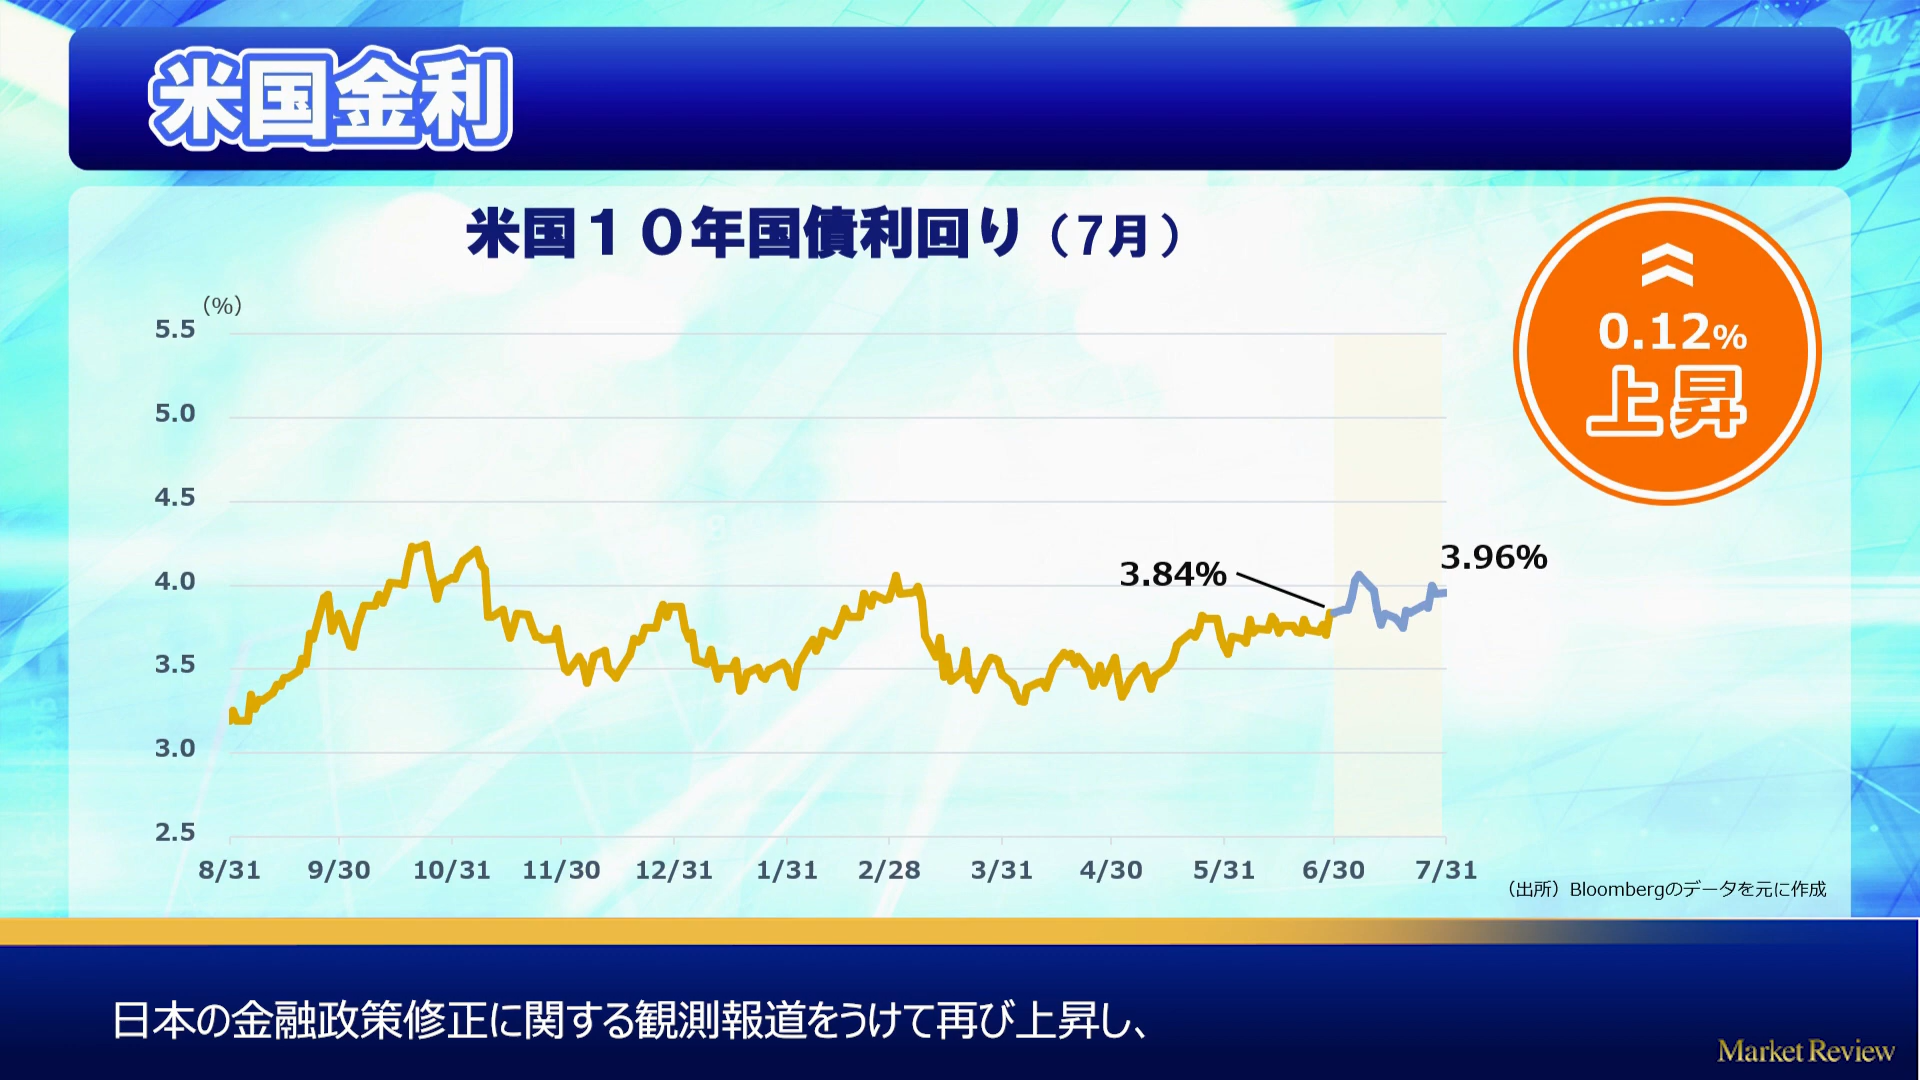 米国金利
米国１０年国債利回り（7月）
0.12%
上昇
(%)
5.5
5.0
4.5
4.0
3.5
3.0
2.5
3.84%
3.96%
8/31 9/30 10/31 11/30 12/31 1/31 2/28 3/31 4/30 5/31 6/30 7/31
（出所）Bloombergのデータを元に作成
日本の金融政策修正に関する観測報道をうけて再び上昇し、
Market Review